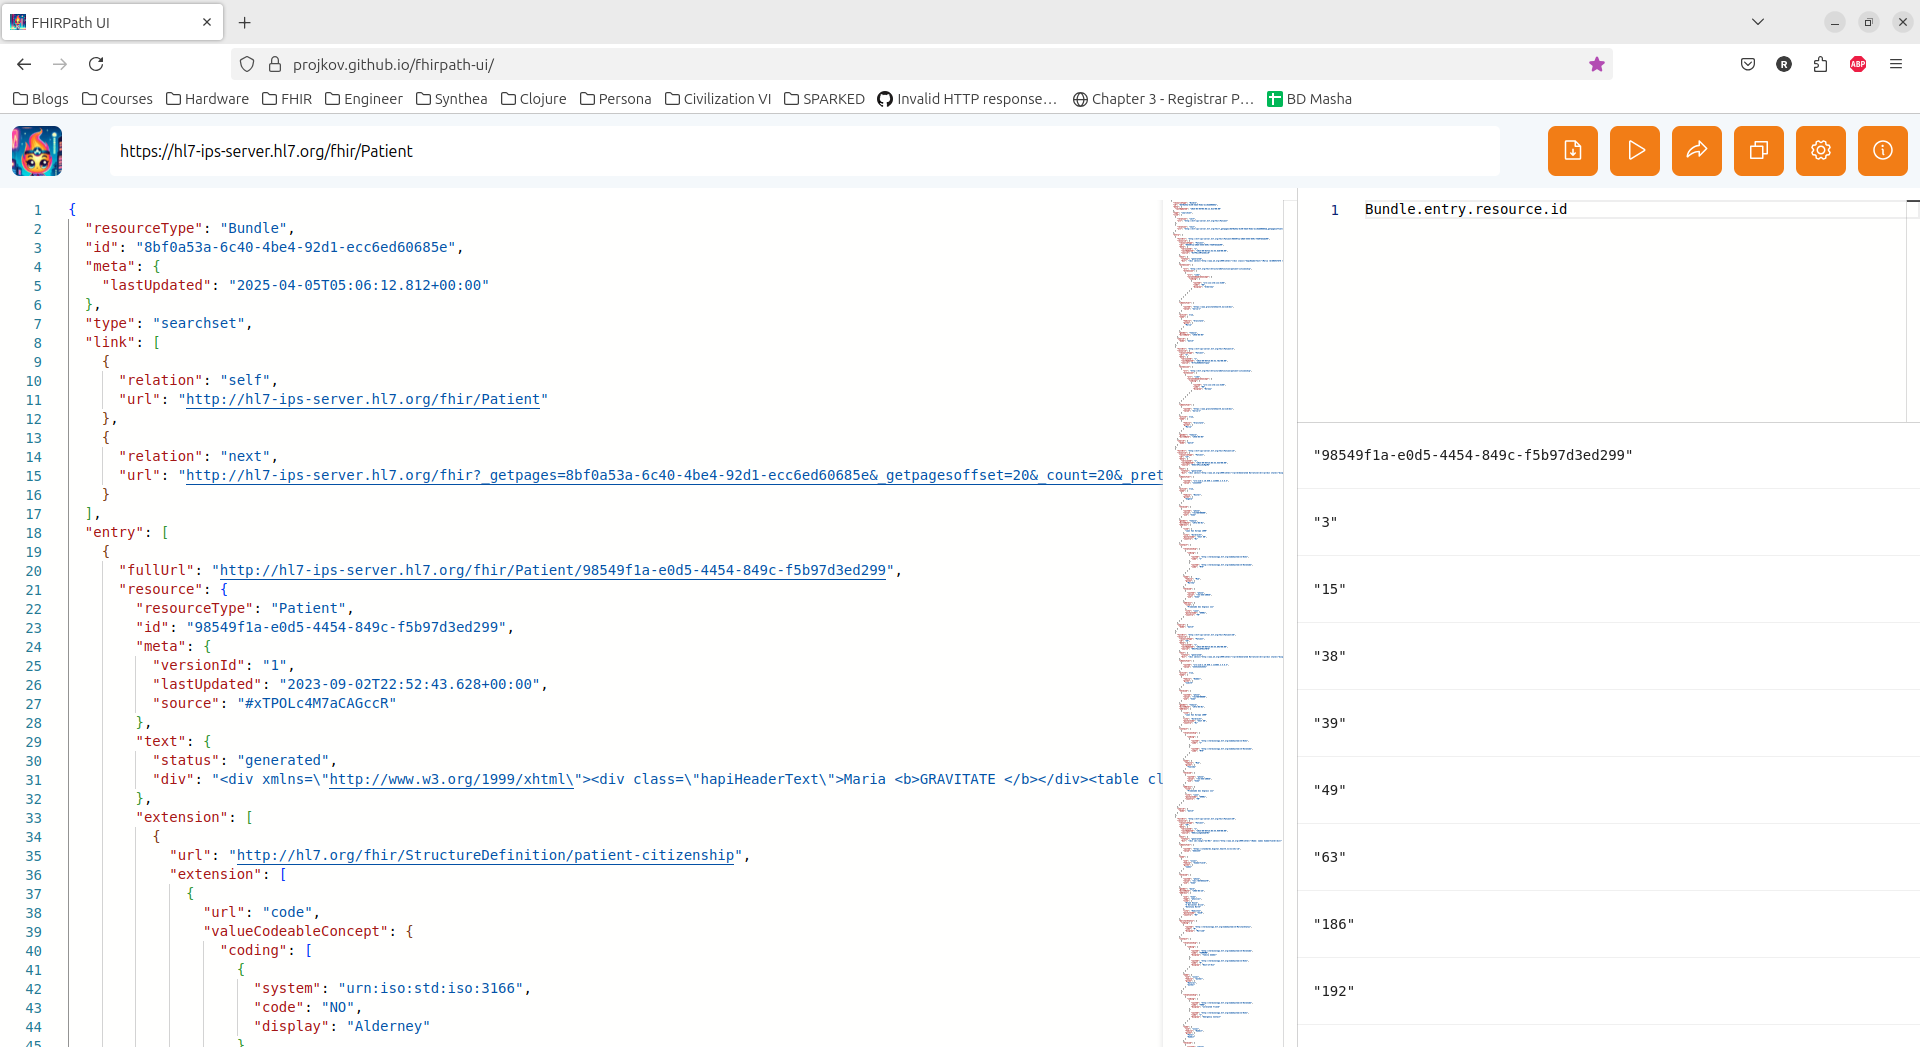 FHIRPath UI
projkov.github.io/fhirpath-ui/
R
ABP
Blogs
Courses
Hardware
FHIR
Engineer
Synthea
Clojure
Persona
Civilization VI
SPARKED
Invalid HTTP response…
Chapter 3 - Registrar P…
BD Masha
https://hl7-ips-server.hl7.org/fhir/Patient
1 {
2 "resourceType": "Bundle",
3 "id": "8bf0a53a-6c40-4be4-92d1-ecc6ed60685e",
4 "meta": {
5 "lastUpdated": "2025-04-05T05:06:12.812+00:00"
6 },
7 "type": "searchset",
8 "link": [
9 {
10 "relation": "self",
11 "url": "http://hl7-ips-server.hl7.org/fhir/Patient"
12 },
13 {
14 "relation": "next",
15 "url": "http://hl7-ips-server.hl7.org/fhir?_getpages=8bf0a53a-6c40-4be4-92d1-ecc6ed60685e&_getpagesoffset=20&_count=20&_pret
16 }
17 ],
18 "entry": [
19 {
20 "fullUrl": "http://hl7-ips-server.hl7.org/fhir/Patient/98549f1a-e0d5-4454-849c-f5b97d3ed299",
21 "resource": {
22 "resourceType": "Patient",
23 "id": "98549f1a-e0d5-4454-849c-f5b97d3ed299",
24 "meta": {
25 "versionId": "1",
26 "lastUpdated": "2023-09-02T22:52:43.628+00:00",
27 "source": "#xTPOLc4M7aCAGccR"
28 },
29 "text": {
30 "status": "generated",
31 "div": "<div xmlns=\"http://www.w3.org/1999/xhtml\"><div class=\"hapiHeaderText\">Maria <b>GRAVITATE </b></div><table cl
32 },
33 "extension": [
34 {
35 "url": "http://hl7.org/fhir/StructureDefinition/patient-citizenship",
36 "extension": [
37 {
38 "url": "code",
39 "valueCodeableConcept": {
40 "coding": [
41 {
42 "system": "urn:iso:std:iso:3166",
43 "code": "NO",
44 "display": "Alderney"
45 }
1 Bundle.entry.resource.id
"98549f1a-e0d5-4454-849c-f5b97d3ed299"
"3"
"15"
"38"
"39"
"49"
"63"
"186"
"192"